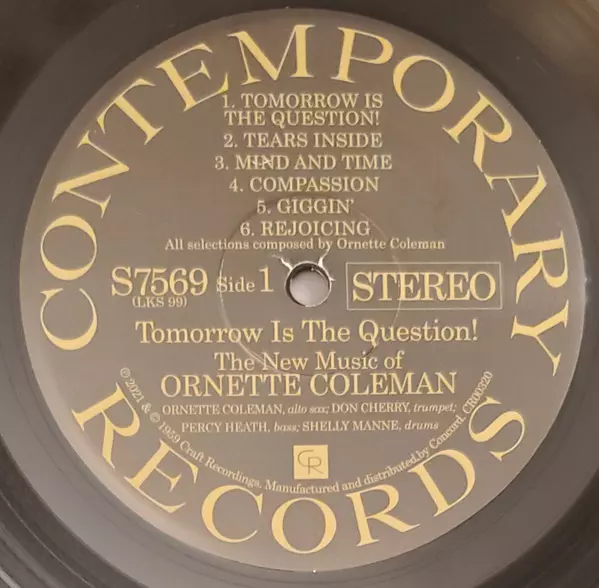 CONTEMPORARY
1. TOMORROW IS
THE QUESTION!
2. TEARS INSIDE
3. MIND AND TIME
4. COMPASSION
5. GIGGIN'
6. REJOICING
All selections composed by Ornette Coleman
S7569 Side 1 STEREO
(LKS 99)
Tomorrow Is The Question!
The New Music of
ORNETTE COLEMAN
ORNETTE COLEMAN, alto sax; DON CHERRY, trumpet;
PERCY HEATH, bass; SHELLY MANNE, drums
CR
℗ 2021 & © 1959 Craft Recordings. Manufactured and distributed by Concord. CR00320
RECORDS